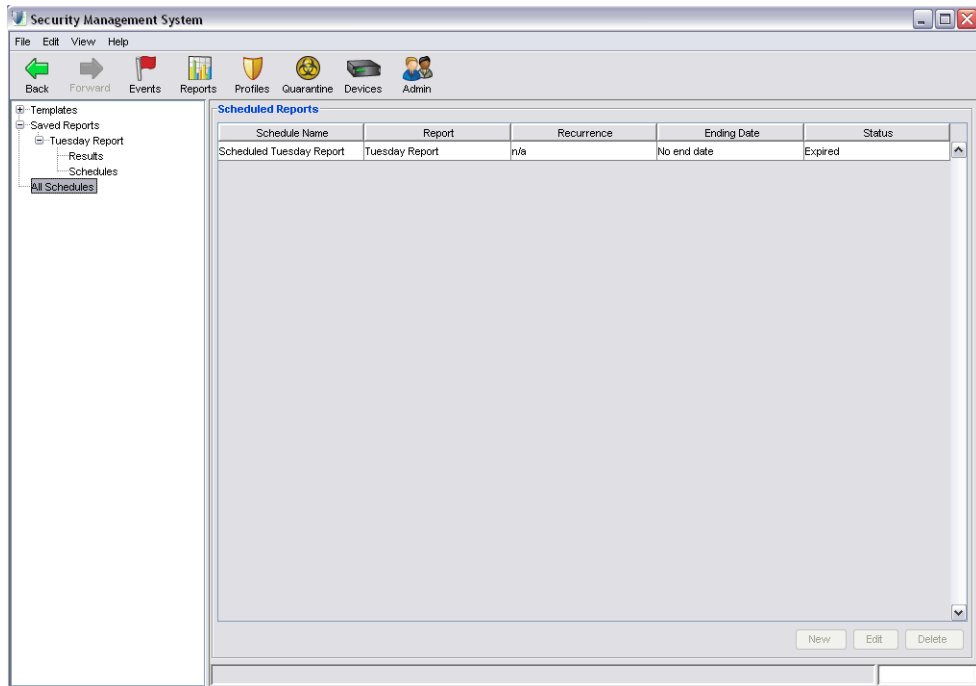 Security Management System
File Edit View Help
Back Forward Events Reports Profiles Quarantine Devices Admin
Templates
Saved Reports
Tuesday Report
Results
Schedules
All Schedules
Scheduled Reports
Schedule Name Report Recurrence Ending Date Status
Scheduled Tuesday Report Tuesday Report n/a No end date Expired
New Edit Delete